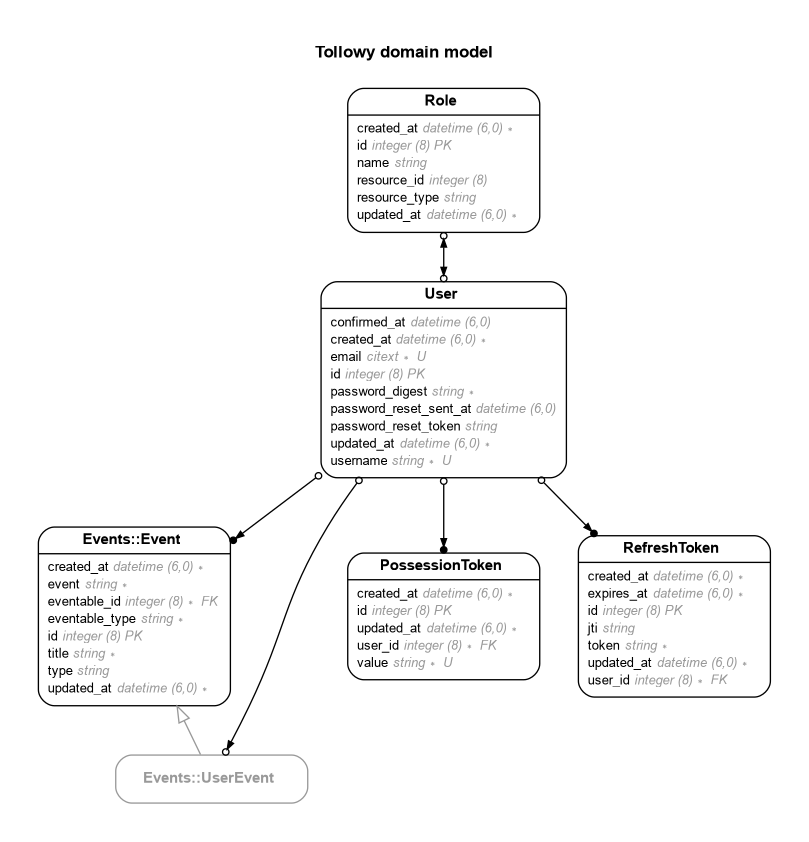 Tollowy domain model
Role
created_at datetime (6,0) ∗
id integer (8) PK
name string
resource_id integer (8)
resource_type string
updated_at datetime (6,0) ∗
User
confirmed_at datetime (6,0)
created_at datetime (6,0) ∗
email citext ∗ U
id integer (8) PK
password_digest string ∗
password_reset_sent_at datetime (6,0)
password_reset_token string
updated_at datetime (6,0) ∗
username string ∗ U
Events::Event
created_at datetime (6,0) ∗
event string ∗
eventable_id integer (8) ∗ FK
eventable_type string ∗
id integer (8) PK
title string ∗
type string
updated_at datetime (6,0) ∗
PossessionToken
created_at datetime (6,0) ∗
id integer (8) PK
updated_at datetime (6,0) ∗
user_id integer (8) ∗ FK
value string ∗ U
RefreshToken
created_at datetime (6,0) ∗
expires_at datetime (6,0) ∗
id integer (8) PK
jti string
token string ∗
updated_at datetime (6,0) ∗
user_id integer (8) ∗ FK
Events::UserEvent